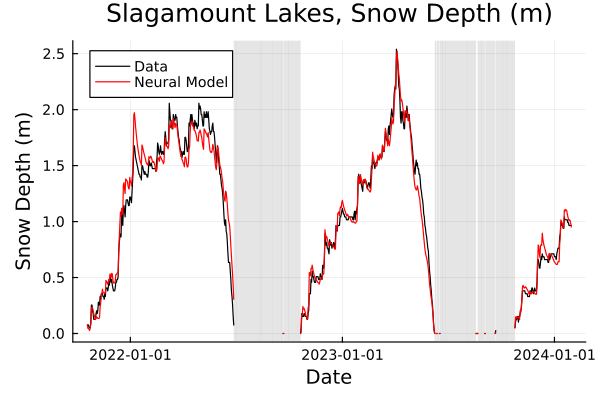 Slagamount Lakes, Snow Depth (m)
Data
Neural Model
Snow Depth (m)
2.5
2.0
1.5
1.0
0.5
0.0
2022-01-01
2023-01-01
2024-01-01
Date